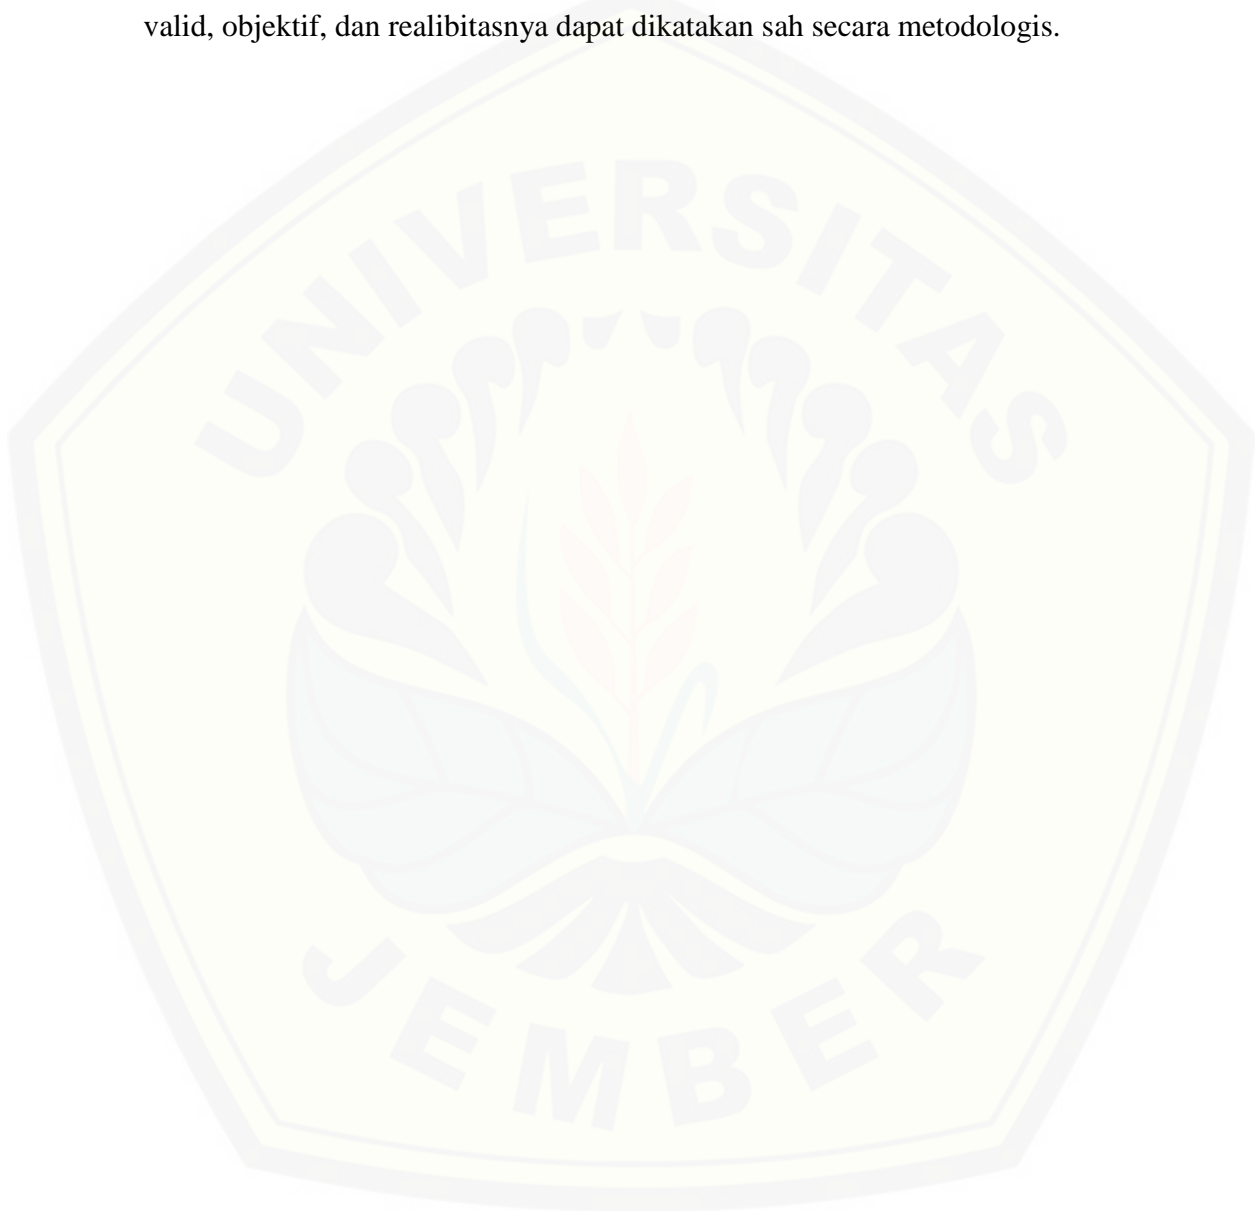 valid, objektif, dan realibitasnya dapat dikatakan sah secara metodologis.
UNIVERSITAS
JEMBER